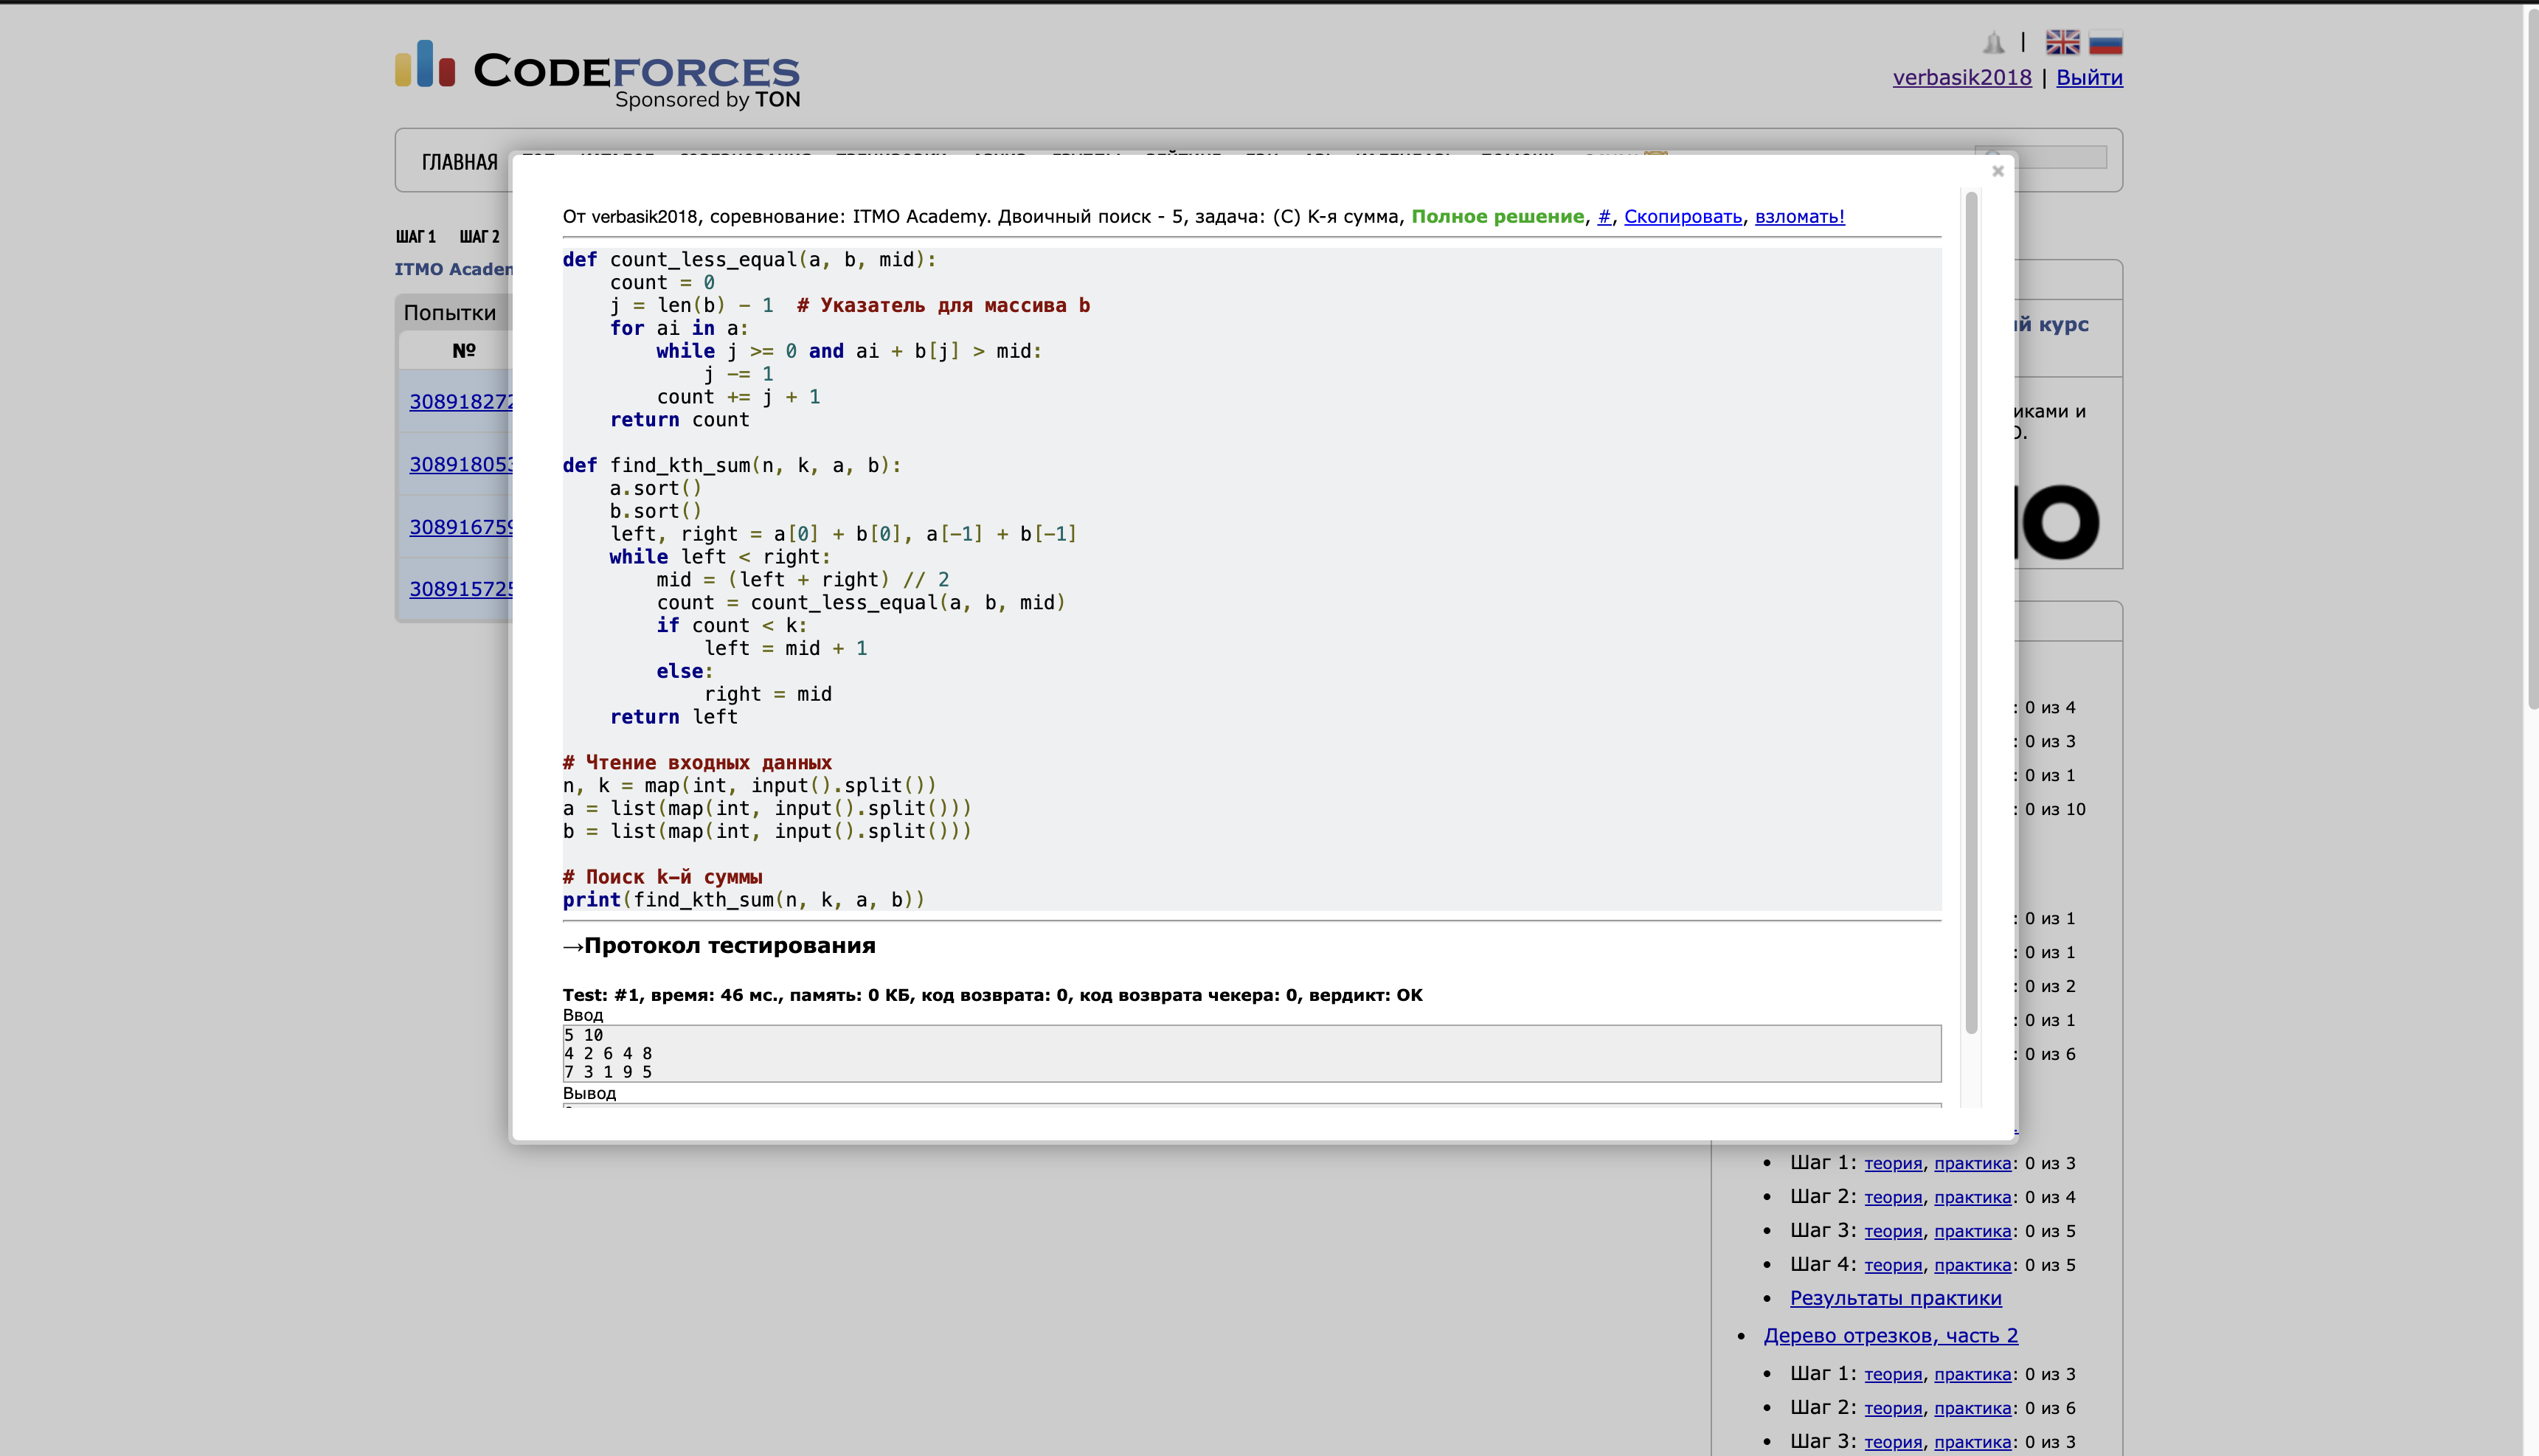 CODEFORCES
Sponsored by TON
|
verbasik2018 | Выйти
ГЛАВНАЯ
ШАГ 1 ШАГ 2
ITMO Academ
Попытки
№
308918272
308918053
308916759
308915725
От verbasik2018, соревнование: ITMO Academy. Двоичный поиск - 5, задача: (C) K-я сумма, Полное решение, #, Скопировать, взломать!
def count_less_equal(a, b, mid):
    count = 0
    j = len(b) - 1  # Указатель для массива b
    for ai in a:
        while j >= 0 and ai + b[j] > mid:
            j -= 1
        count += j + 1
    return count
def find_kth_sum(n, k, a, b):
    a.sort()
    b.sort()
    left, right = a[0] + b[0], a[-1] + b[-1]
    while left < right:
        mid = (left + right) // 2
        count = count_less_equal(a, b, mid)
        if count < k:
            left = mid + 1
        else:
            right = mid
    return left
# Чтение входных данных
n, k = map(int, input().split())
a = list(map(int, input().split()))
b = list(map(int, input().split()))
# Поиск k-й суммы
print(find_kth_sum(n, k, a, b))
→Протокол тестирования
Test: #1, время: 46 мс., память: 0 КБ, код возврата: 0, код возврата чекера: 0, вердикт: OK
Ввод
5 10
4 2 6 4 8
7 3 1 9 5
Вывод
й курс
иками и
O.
: 0 из 4
: 0 из 3
: 0 из 1
: 0 из 10
: 0 из 1
: 0 из 1
: 0 из 2
: 0 из 1
: 0 из 6
Шаг 1: теория, практика: 0 из 3
Шаг 2: теория, практика: 0 из 4
Шаг 3: теория, практика: 0 из 5
Шаг 4: теория, практика: 0 из 5
Результаты практики
Дерево отрезков, часть 2
Шаг 1: теория, практика: 0 из 3
Шаг 2: теория, практика: 0 из 6
Шаг 3: теория, практика: 0 из 3